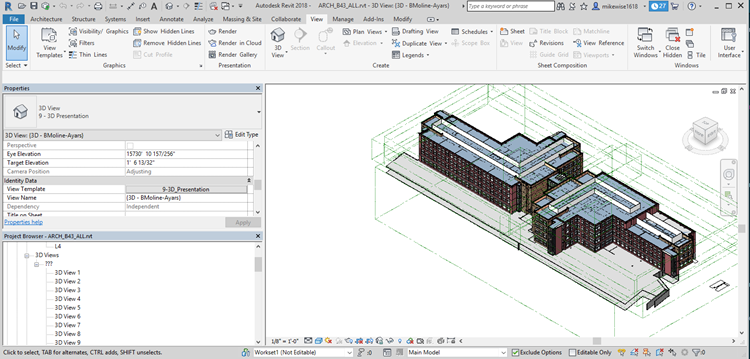 Autodesk Revit 2018 - ARCH_B43_ALL.rvt - 3D View: {3D - BMoline-Ayars}
mikewise1618
27
File Architecture Structure Systems Insert Annotate Analyze Massing & Site Collaborate View Manage Add-Ins Modify
Modify
View Templates
Visibility/ Graphics
Filters
Thin Lines
Show Hidden Lines
Remove Hidden Lines
Cut Profile
Render
Render in Cloud
Render Gallery
3D View
Section
Callout
Plan Views
Elevation
Drafting View
Duplicate View
Legends
Schedules
Scope Box
Sheet
View
Title Block
Revisions
Guide Grid
Matchline
View Reference
Viewports
Switch Windows
Close Hidden
Tile
User Interface
Select Graphics Presentation Create Sheet Composition Windows
Properties
3D View
9 - 3D Presentation
3D View: {3D - BMoline-Ayars} Edit Type
Perspective
Eye Elevation 15730' 10 157/256"
Target Elevation 1' 6 13/32"
Camera Position Adjusting
Identity Data
View Template 9-3D_Presentation
View Name {3D - BMoline-Ayars}
Dependency Independent
Title on Sheet
Properties help Apply
Project Browser - ARCH_B43_ALL.rvt
L4
3D Views
???
3D View 1
3D View 2
3D View 3
3D View 4
3D View 5
3D View 6
3D View 7
3D View 8
3D View 9
1/8" = 1'-0"
Click to select, TAB for alternates, CTRL adds, SHIFT unselects. Workset1 (Not Editable) :0 Main Model Exclude Options Editable Only :0